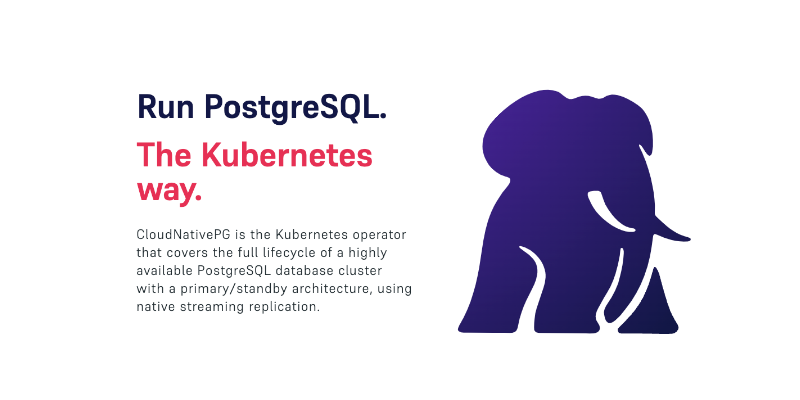 Run PostgreSQL.
The Kubernetes
way.
CloudNativePG is the Kubernetes operator
that covers the full lifecycle of a highly
available PostgreSQL database cluster
with a primary/standby architecture, using
native streaming replication.